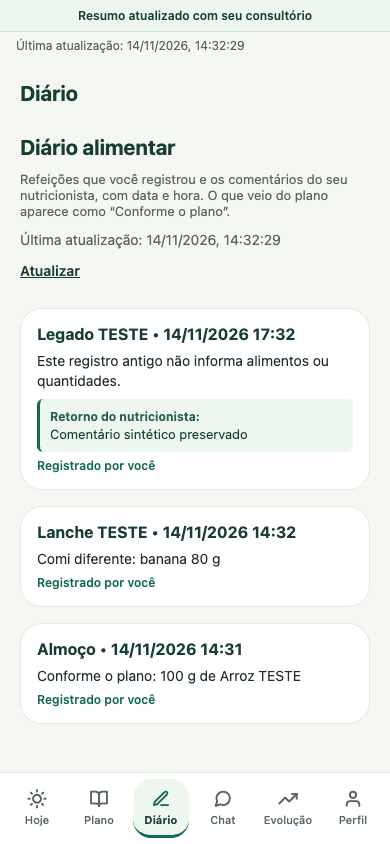 Resumo atualizado com seu consultório
Última atualização: 14/11/2026, 14:32:29
Diário
Diário alimentar
Refeições que você registrou e os comentários do seu
nutricionista, com data e hora. O que veio do plano
aparece como “Conforme o plano”.
Última atualização: 14/11/2026, 14:32:29
Atualizar
Legado TESTE • 14/11/2026 17:32
Este registro antigo não informa alimentos ou
quantidades.
Retorno do nutricionista:
Comentário sintético preservado
Registrado por você
Lanche TESTE • 14/11/2026 14:32
Comi diferente: banana 80 g
Registrado por você
Almoço • 14/11/2026 14:31
Conforme o plano: 100 g de Arroz TESTE
Registrado por você
Hoje Plano Diário Chat Evolução Perfil